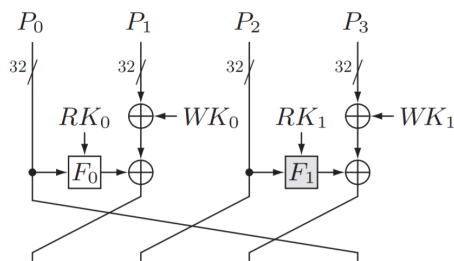 P₀ P₁ P₂ P₃
32 32 32 32
RK₀ WK₀ RK₁ WK₁
F₀ F₁